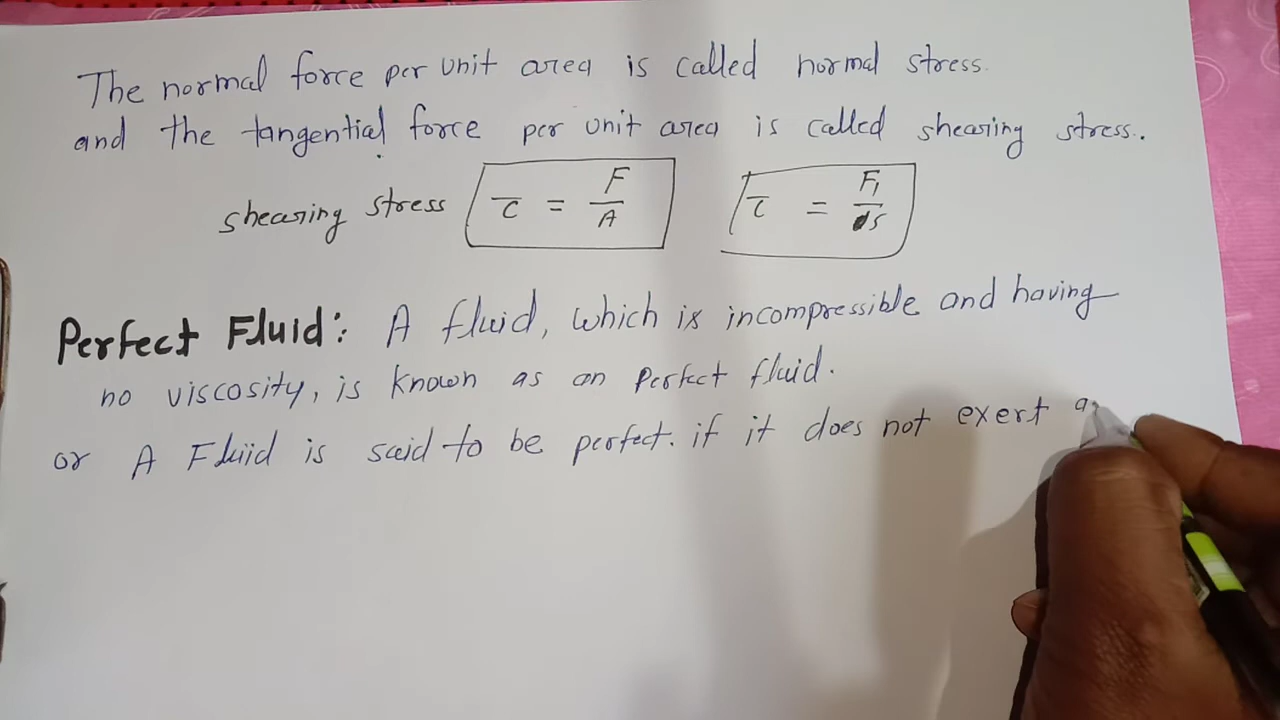 The normal force per unit area is called normal stress.
and the tangential force per unit area is called shearing stress..
shearing stress τ = F/A τ = F₁/ds
Perfect Fluid: A fluid, which is incompressible and having
no viscosity, is known as an perfect fluid.
or A Fluid is said to be perfect. if it does not exert